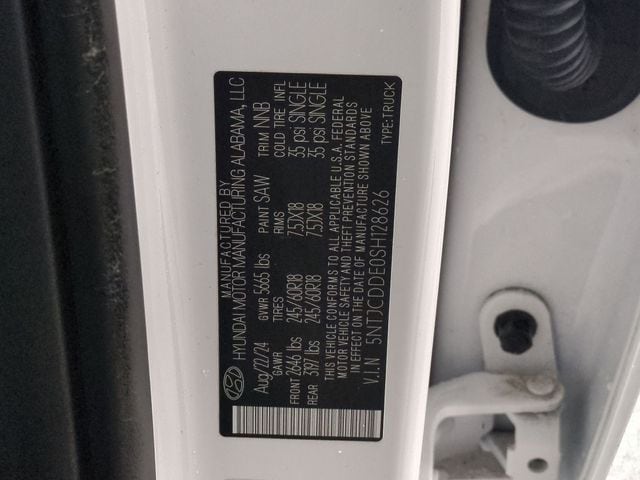 MANUFACTURED BY
HYUNDAI MOTOR MANUFACTURING ALABAMA, LLC
Aug/22/24 GVWR 5665 lbs PAINT SAW TRIM NNB
GAWR TIRES RIMS COLD TIRE INFL
FRONT 2646 lbs 245/60R18 7.5JX18 35 psi SINGLE
REAR 3197 lbs 245/60R18 7.5JX18 35 psi SINGLE
THIS VEHICLE CONFORMS TO ALL APPLICABLE U.S.A. FEDERAL
MOTOR VEHICLE SAFETY AND THEFT PREVENTION STANDARDS
IN EFFECT ON THE DATE OF MANUFACTURE SHOWN ABOVE
V.I.N 5NTJCDDE0SH128626 TYPE:TRUCK